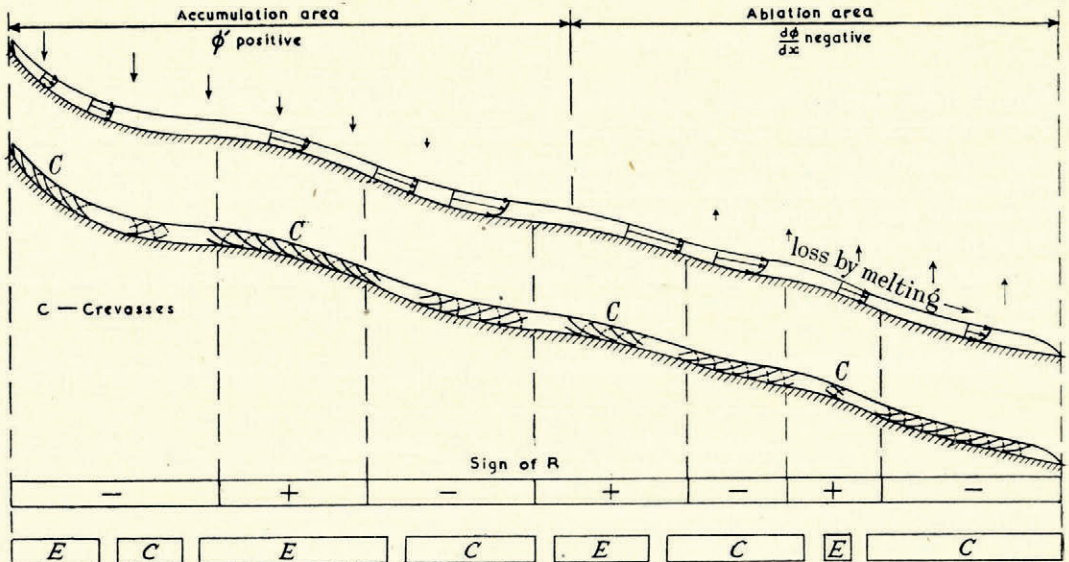 Accumulation area
ϕ′ positive
Ablation area
dϕ/dx negative
C
C
loss by melting
C — Crevasses
C
C
Sign of R
− + − + − + −
E C E C E C E C